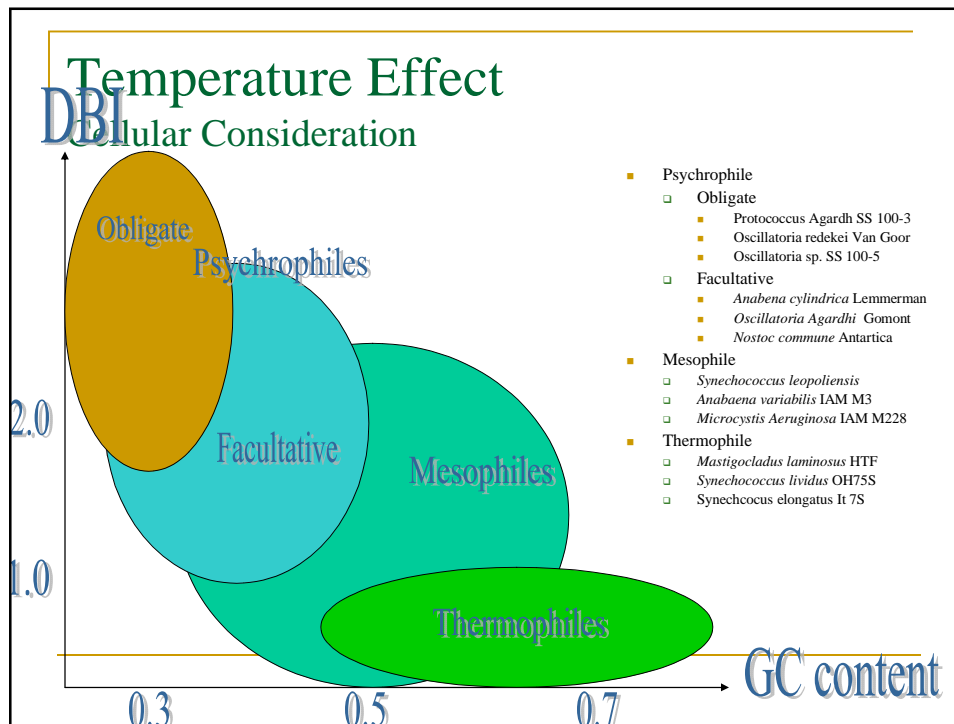 Temperature Effect
DBI
Cellular Consideration
Obligate
Psychrophiles
Facultative
Mesophiles
Thermophiles
2.0
1.0
0.3
0.5
0.7
GC content
Psychrophile
Obligate
Protococcus Agardh SS 100-3
Oscillatoria redekei Van Goor
Oscillatoria sp. SS 100-5
Facultative
Anabena cylindrica Lemmerman
Oscillatoria Agardhi Gomont
Nostoc commune Antartica
Mesophile
Synechococcus leopoliensis
Anabaena variabilis IAM M3
Microcystis Aeruginosa IAM M228
Thermophile
Mastigocladus laminosus HTF
Synechococcus lividus OH75S
Synechcocus elongatus It 7S